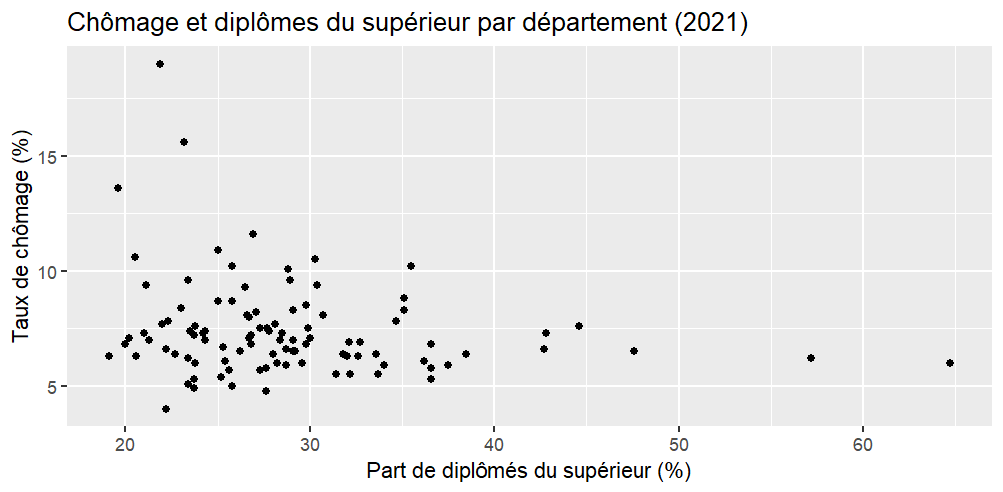 Chômage et diplômes du supérieur par département (2021)
Taux de chômage (%)
15
10
5
20 30 40 50 60
Part de diplômés du supérieur (%)